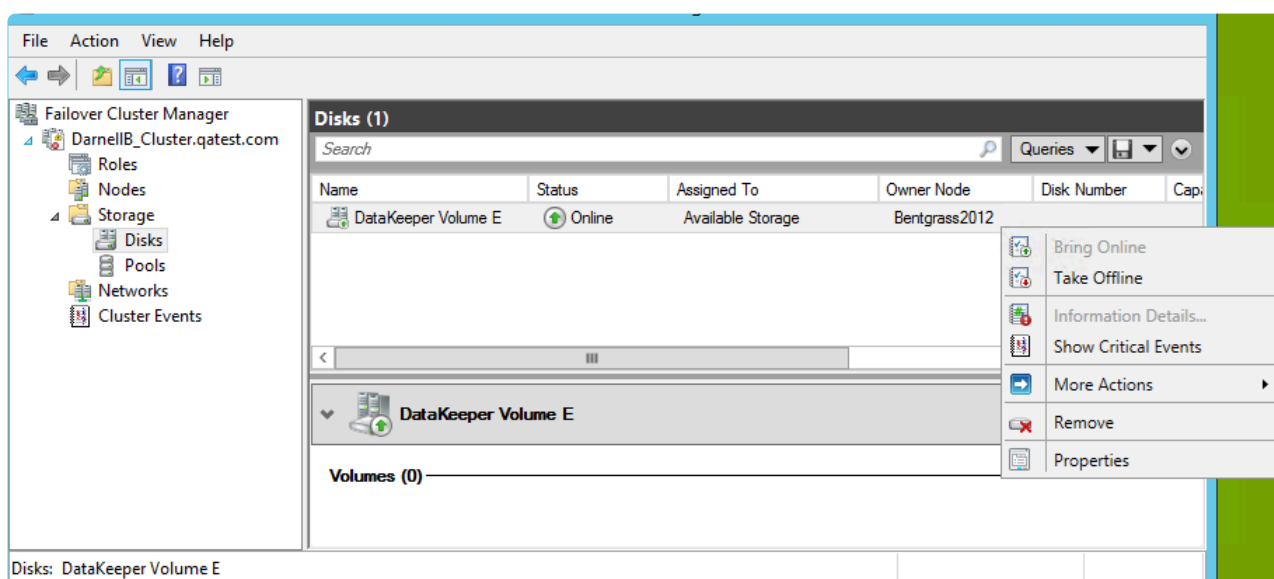 File Action View Help
Failover Cluster Manager
DarnellB_Cluster.qatest.com
Roles
Nodes
Storage
Disks
Pools
Networks
Cluster Events
Disks (1)
Search
Queries
Name Status Assigned To Owner Node Disk Number
DataKeeper Volume E Online Available Storage Bentgrass2012
Bring Online
Take Offline
Information Details...
Show Critical Events
More Actions
Remove
Properties
DataKeeper Volume E
Volumes (0)
Disks: DataKeeper Volume E